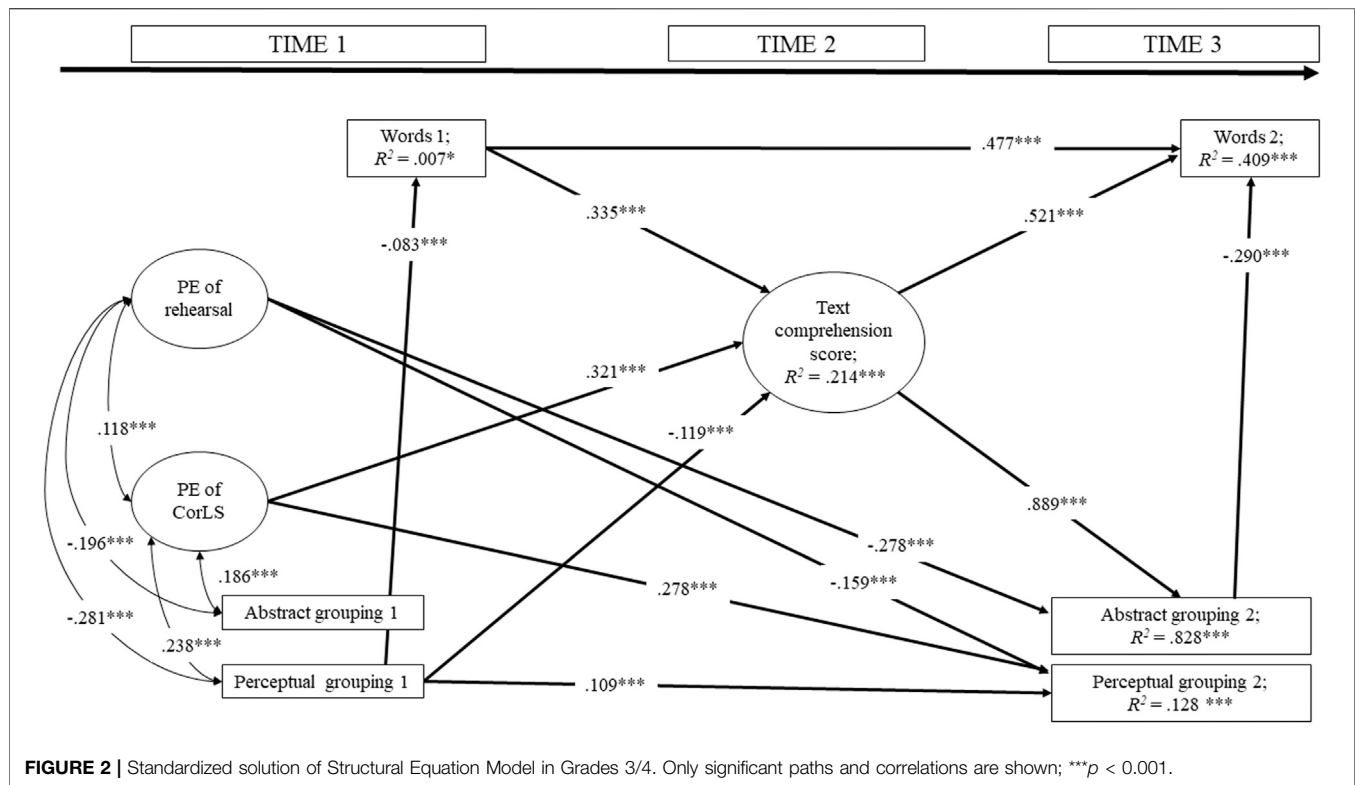 TIME 1
TIME 2
TIME 3
Words 1;
R² = .007*
.477***
Words 2;
R² = .409***
.335***
.521***
-.083***
-.290***
PE of
rehearsal
Text
comprehension
score;
R² = .214***
.321***
-.119***
.118***
PE of
CorLS
.889***
-.196***
-.278***
.186***
.278***
-.159***
-.281***
Abstract grouping 1
Abstract grouping 2;
R² = .828***
.238***
Perceptual grouping 1
.109***
Perceptual grouping 2;
R² = .128 ***
FIGURE 2 | Standardized solution of Structural Equation Model in Grades 3/4. Only significant paths and correlations are shown; ***p < 0.001.